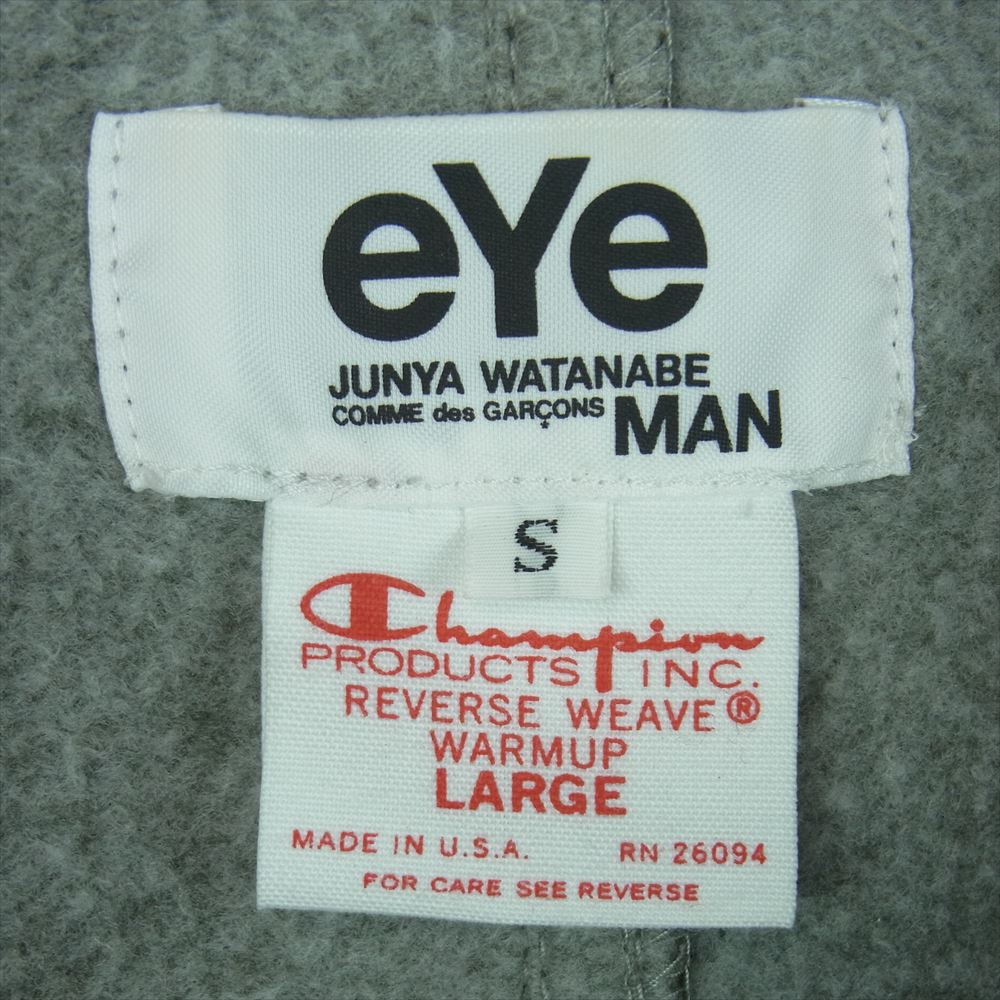 eYe
JUNYA WATANABE
COMME des GARÇONS MAN
S
Champion
PRODUCTS INC.
REVERSE WEAVE®
WARMUP
LARGE
MADE IN U.S.A. RN 26094
FOR CARE SEE REVERSE